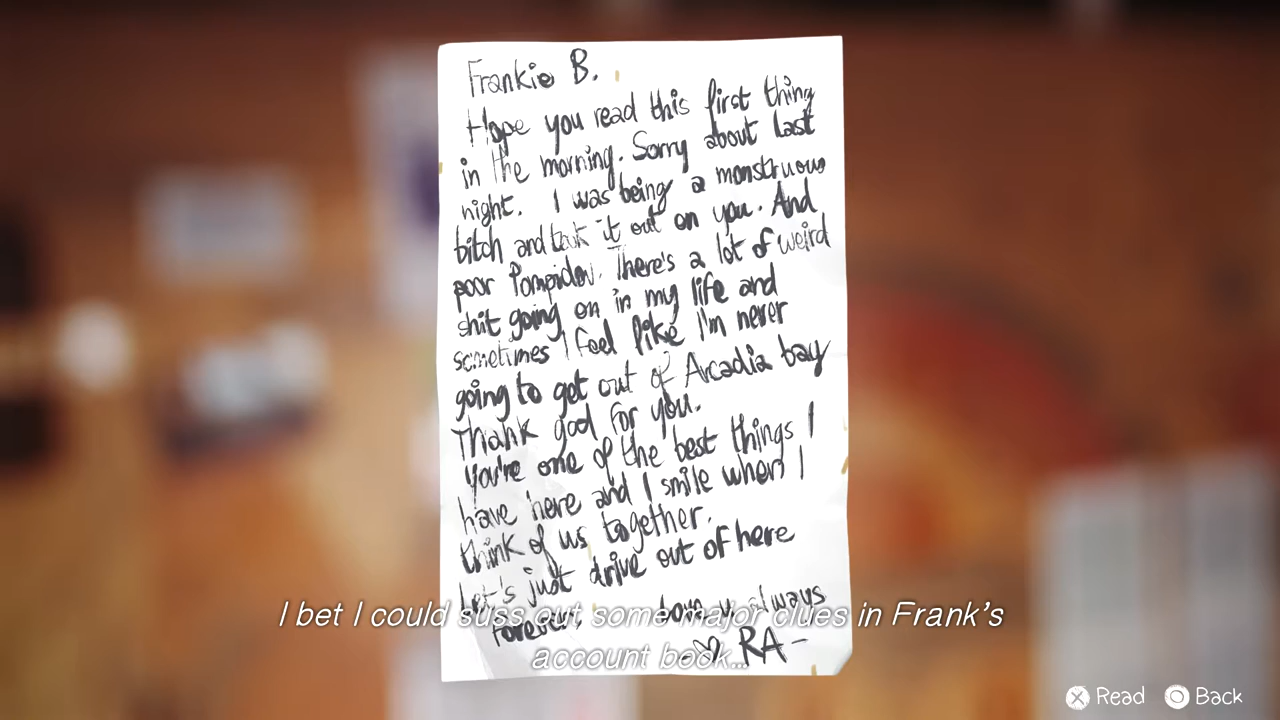 Frankie B.
Hope you read this first thing
in the morning. Sorry about last
night. I was being a monstruous
bitch and took it out on you. And
poor Pompidou. There's a lot of weird
shit going on in my life and
sometimes I feel like I'm never
going to get out of Arcadia bay
Thank god for you.
You're one of the best things I
have here and I smile when I
think of us together.
Let's just drive out of here
forever. Love u always
RA-
I bet I could suss out some major clues in Frank's
account book...
Read Back